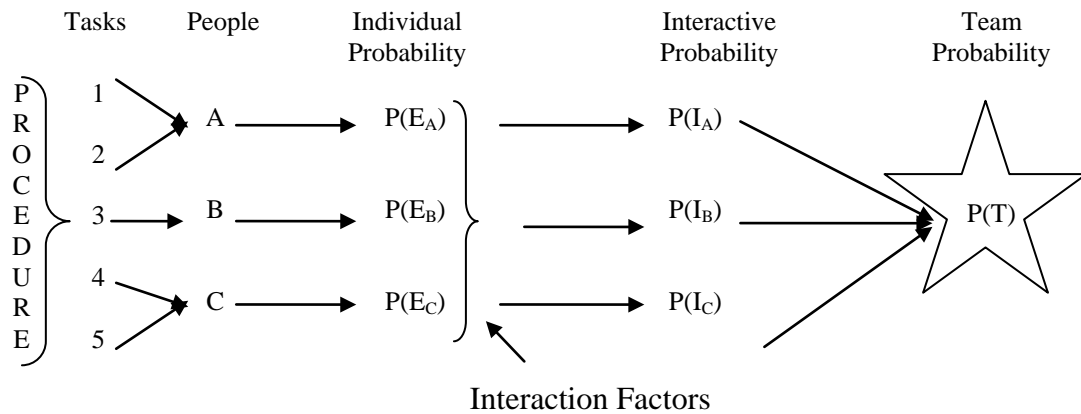 Tasks People Individual Probability Interactive Probability Team Probability
PROCEDURE
1
A P(E_A) P(I_A)
2
3 B P(E_B) P(I_B) P(T)
4
C P(E_C) P(I_C)
5
Interaction Factors